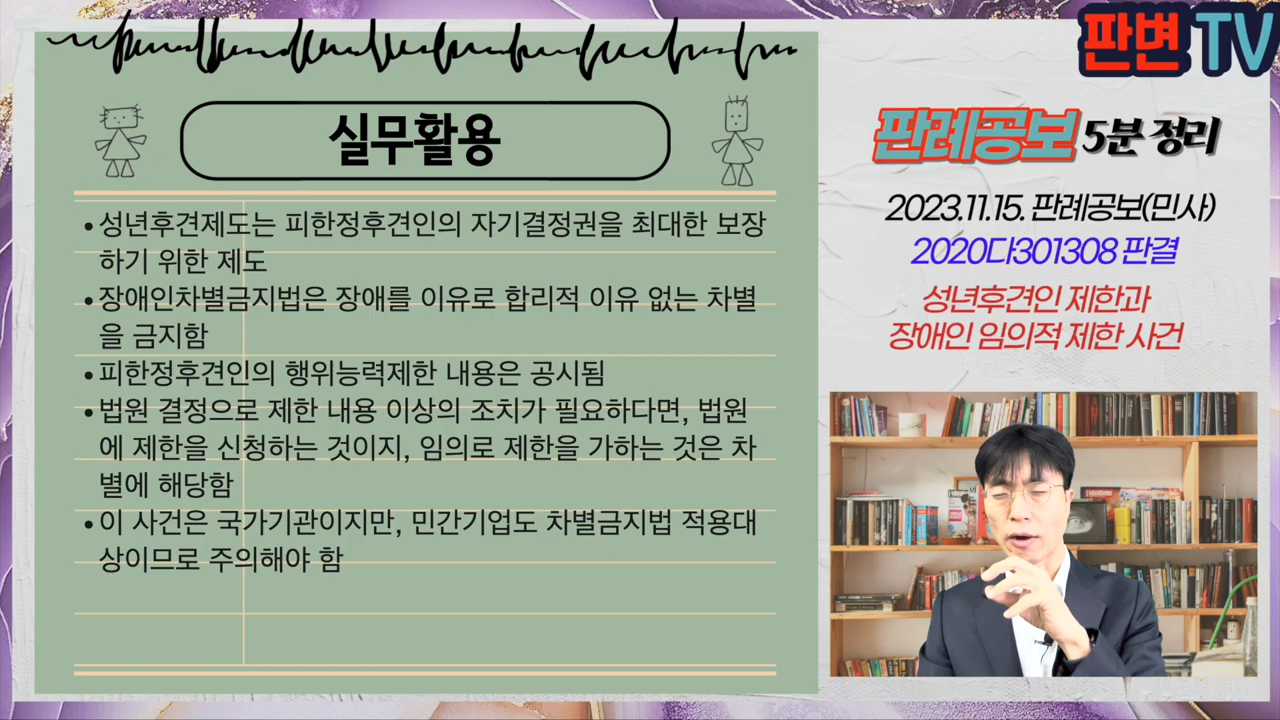 판변 TV
실무활용
• 성년후견제도는 피한정후견인의 자기결정권을 최대한 보장
하기 위한 제도
• 장애인차별금지법은 장애를 이유로 합리적 이유 없는 차별
을 금지함
• 피한정후견인의 행위능력제한 내용은 공시됨
• 법원 결정으로 제한 내용 이상의 조치가 필요하다면, 법원
에 제한을 신청하는 것이지, 임의로 제한을 가하는 것은 차
별에 해당함
• 이 사건은 국가기관이지만, 민간기업도 차별금지법 적용대
상이므로 주의해야 함
판례공보 5분 정리
2023.11.15. 판례공보(민사)
2020다301308 판결
성년후견인 제한과
장애인 임의적 제한 사건